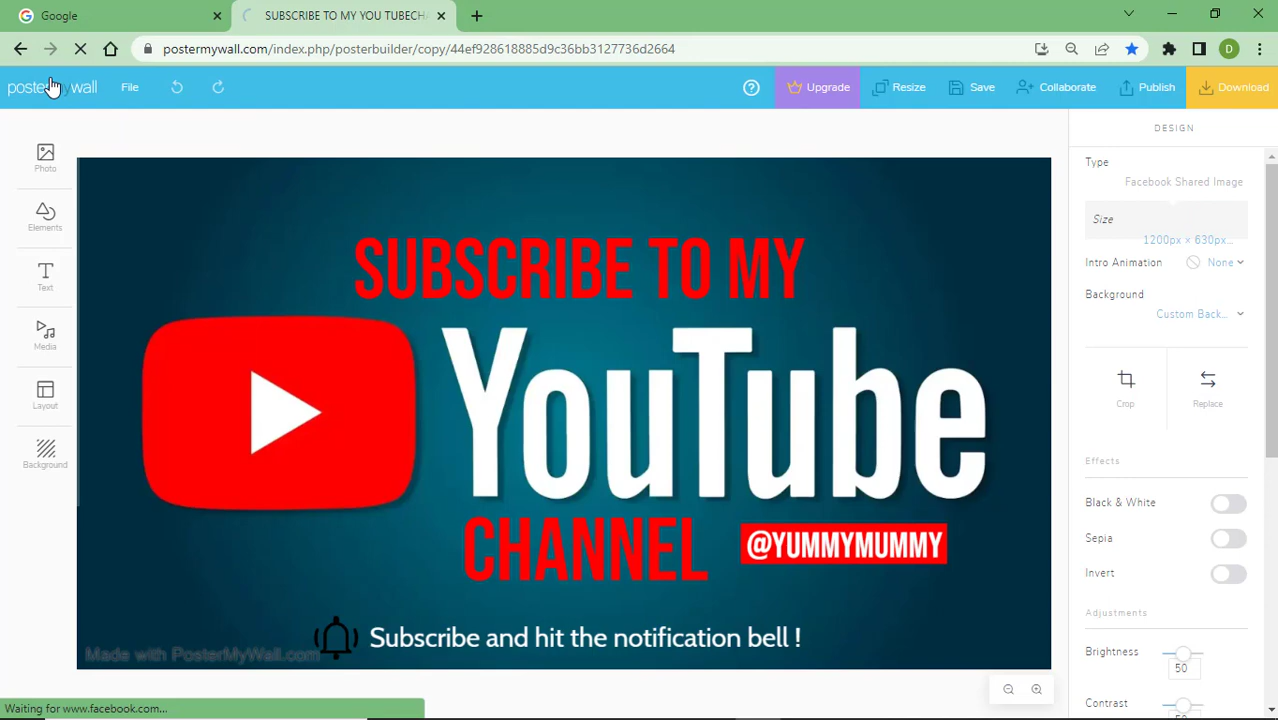 Google
SUBSCRIBE TO MY YOU TUBECHA
postermywall.com/index.php/posterbuilder/copy/44ef928618885d9c36bb3127736d2664
D
postermywall
File
Upgrade
Resize
Save
Collaborate
Publish
Download
Photo
Elements
Text
Media
Layout
Background
SUBSCRIBE TO MY
YouTube
CHANNEL
@YUMMYMUMMY
Subscribe and hit the notification bell !
Made with PosterMyWall.com
DESIGN
Type
Facebook Shared Image
Size
1200px × 630px...
Intro Animation
None
Background
Custom Back...
Crop
Replace
Effects
Black & White
Sepia
Invert
Adjustments
Brightness
50
Contrast
Waiting for www.facebook.com...